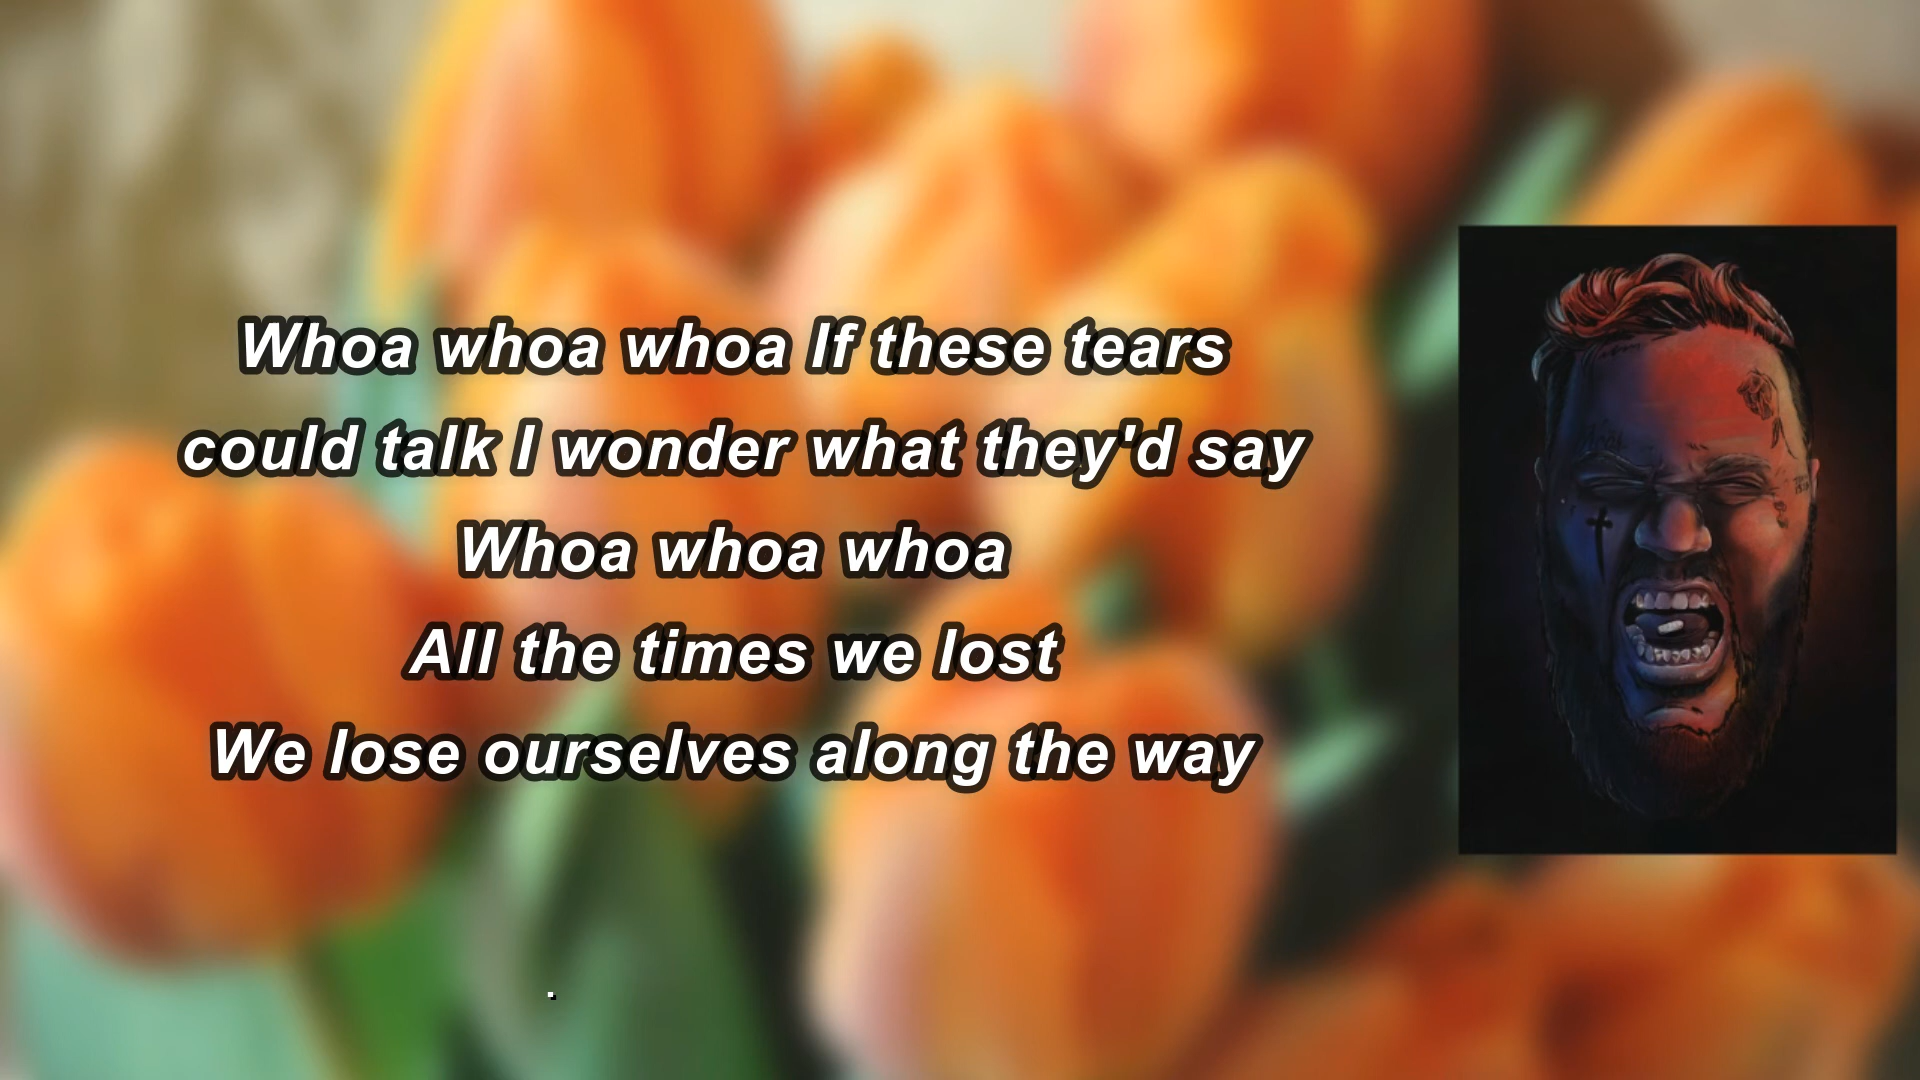 Whoa whoa whoa If these tears
could talk I wonder what they'd say
Whoa whoa whoa
All the times we lost
We lose ourselves along the way
.